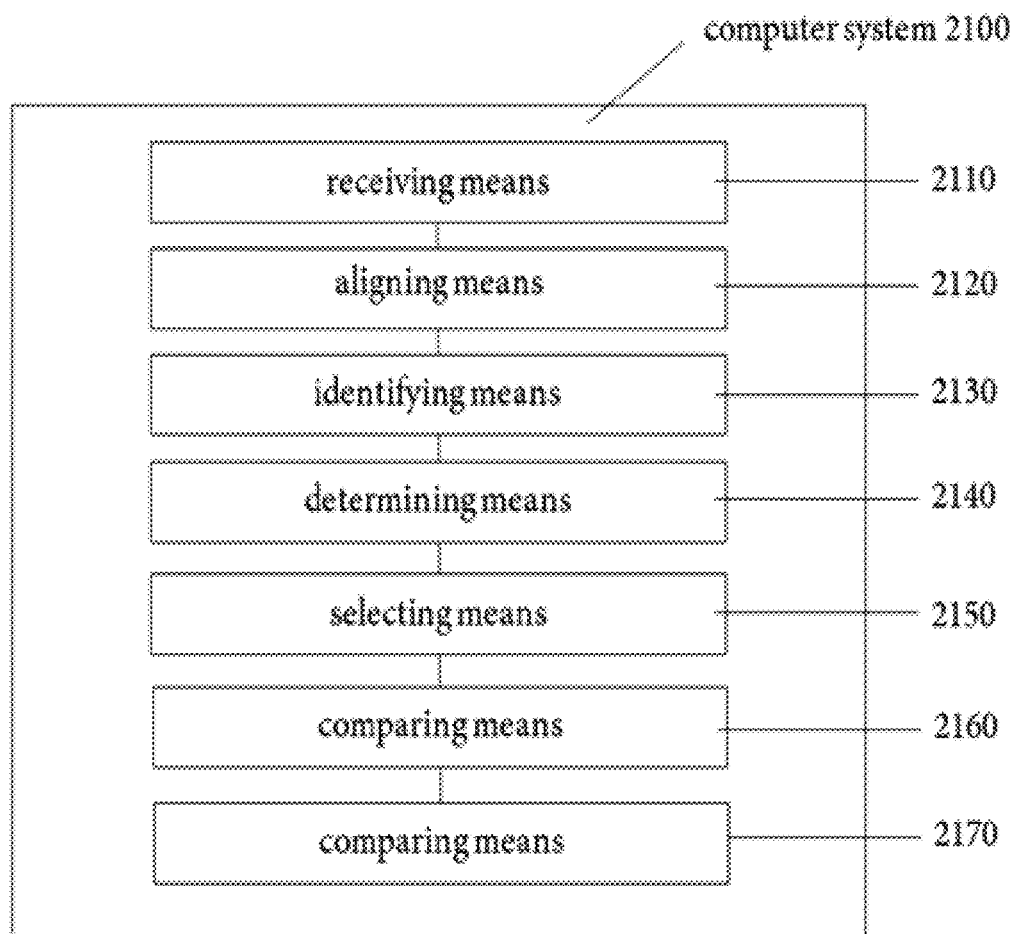 computer system 2100
receiving means 2110
aligning means 2120
identifying means 2130
determining means 2140
selecting means 2150
comparing means 2160
comparing means 2170